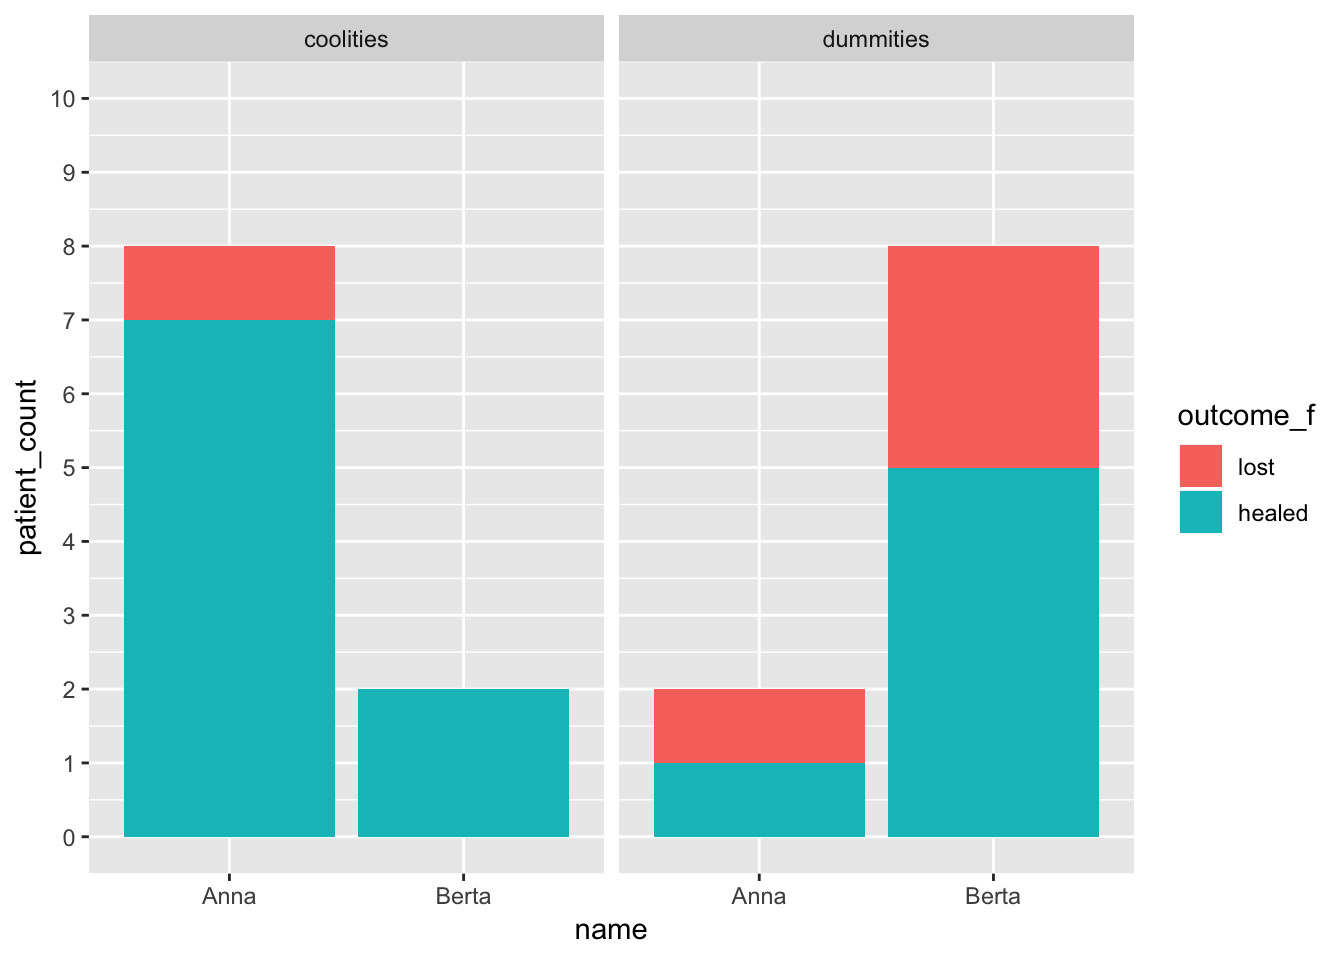 coolities
dummities
10
9
8
7
6
5
4
3
2
1
0
patient_count
Anna
Berta
Anna
Berta
name
outcome_f
lost
healed